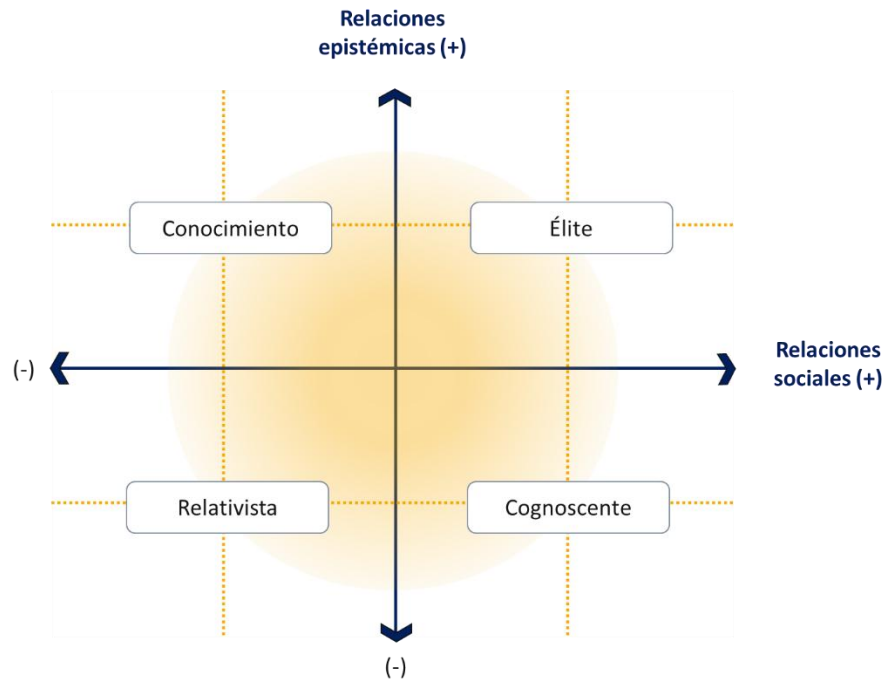 Relaciones
epistémicas (+)
Conocimiento
Élite
(-)
Relaciones
sociales (+)
Relativista
Cognoscente
(-)